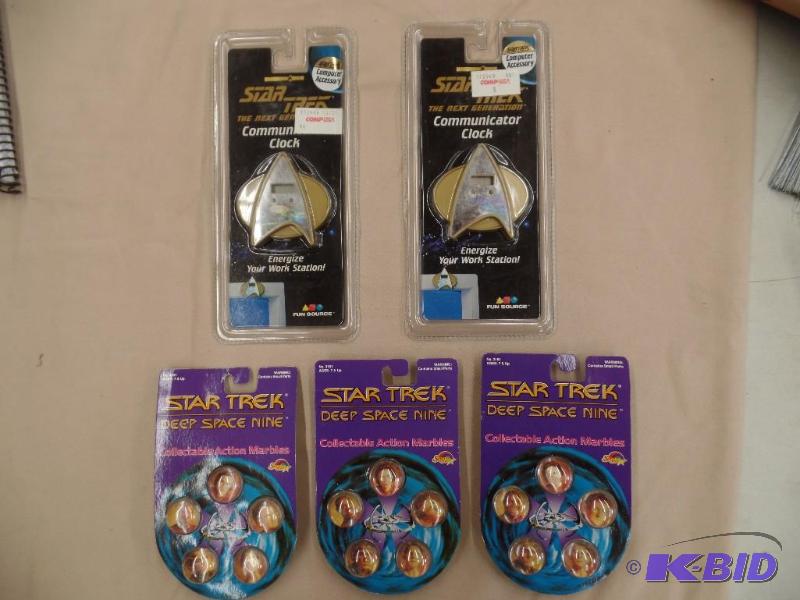 Computer
Accessory
STAR TREK
THE NEXT GENERATION
COMPUSA
Communicator
Clock
Energize
Your Work Station!
FUN SOURCE
Computer
Accessory
STAR TREK
THE NEXT GENERATION
COMPUSA
Communicator
Clock
Energize
Your Work Station!
FUN SOURCE
STAR TREK
DEEP SPACE NINE
Collectable Action Marbles
STAR TREK
DEEP SPACE NINE
Collectable Action Marbles
STAR TREK
DEEP SPACE NINE
Collectable Action Marbles
© K-BID